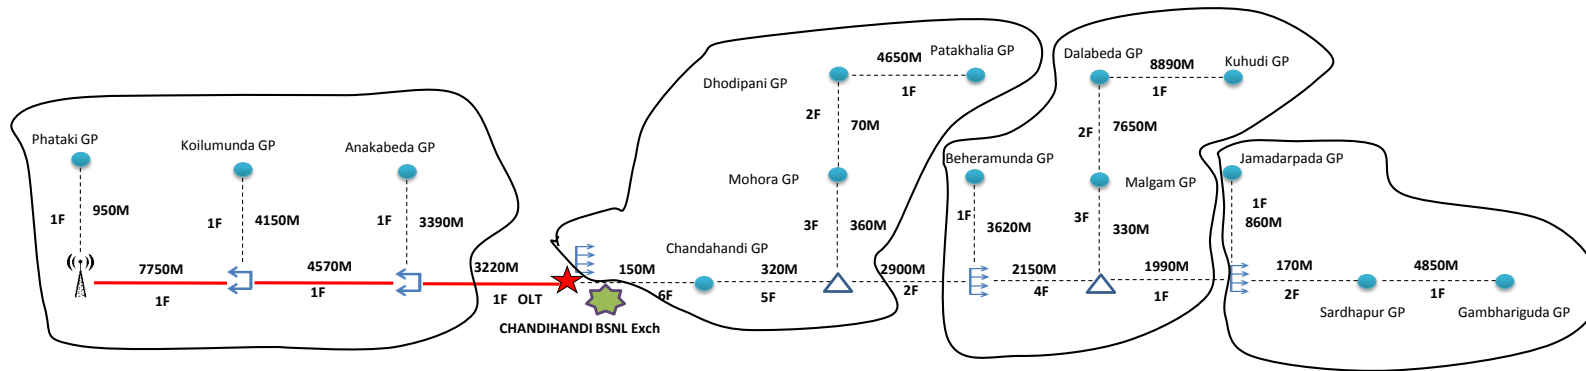 Phataki GP
1F
950M
Koilumunda GP
1F
4150M
Anakabeda GP
1F
3390M
7750M
1F
4570M
1F
3220M
1F OLT
CHANDIHANDI BSNL Exch
150M
6F
Chandahandi GP
320M
5F
Dhodipani GP
4650M
1F
Patakhalia GP
2F
70M
Mohora GP
3F
360M
2900M
2F
Beheramunda GP
1F
3620M
2150M
4F
Dalabeda GP
8890M
1F
Kuhudi GP
2F
7650M
Malgam GP
3F
330M
1990M
1F
Jamadarpada GP
1F
860M
170M
2F
Sardhapur GP
4850M
1F
Gambhariguda GP